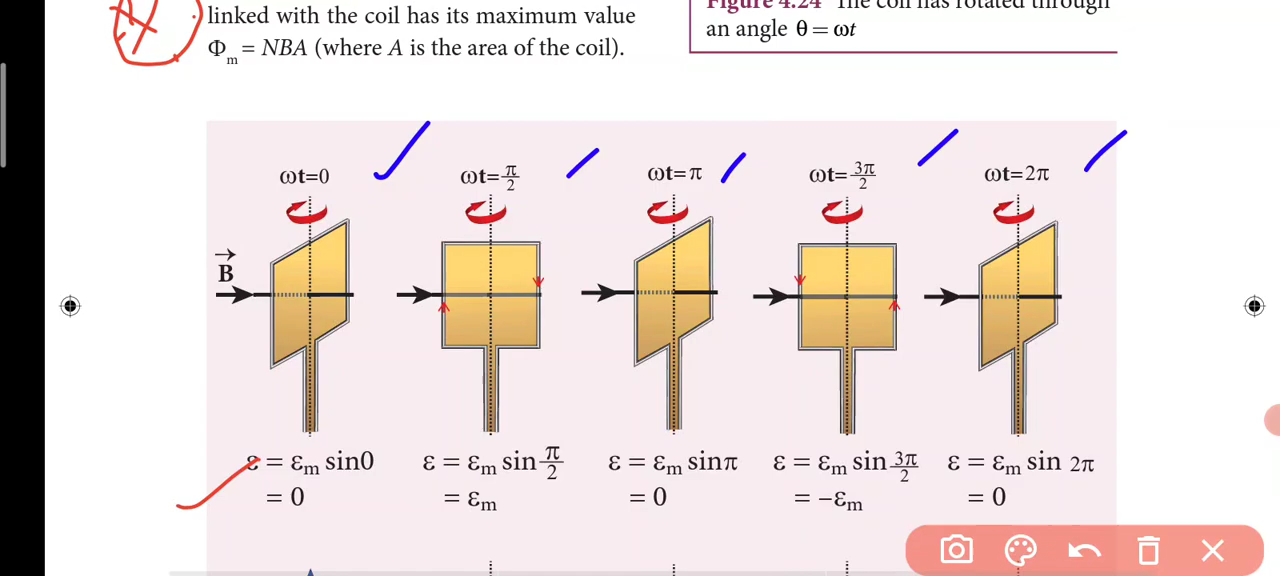 linked with the coil has its maximum value
Φm = NBA (where A is the area of the coil).
Figure 4.24 The coil has rotated through
an angle θ = ωt
ωt=0
ωt=π/2
ωt=π
ωt=3π/2
ωt=2π
B
ε = εm sin0
= 0
ε = εm sin π/2
= εm
ε = εm sinπ
= 0
ε = εm sin 3π/2
= −εm
ε = εm sin 2π
= 0